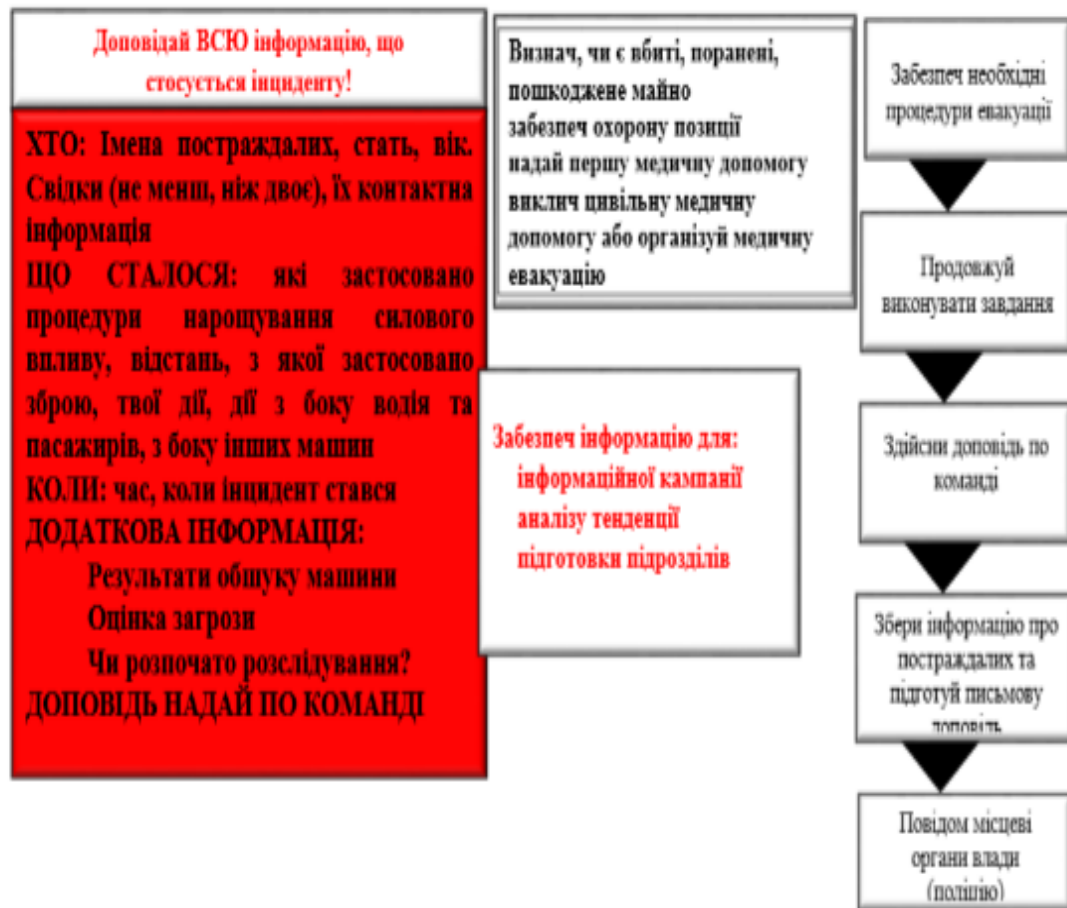 Доповідай ВСЮ інформацію, що
стосується інциденту!
ХТО: Імена постраждалих, стать, вік.
Свідки (не менш, ніж двоє), їх контактна
інформація
ЩО СТАЛОСЯ: які застосовано
процедури нарощування силового
впливу, відстань, з якої застосовано
зброю, твої дії, дії з боку водія та
пасажирів, з боку інших машин
КОЛИ: час, коли інцидент стався
ДОДАТКОВА ІНФОРМАЦІЯ:
Результати обшуку машини
Оцінка загрози
Чи розпочато розслідування?
ДОПОВІДЬ НАДАЙ ПО КОМАНДІ
Визнач, чи є вбиті, поранені,
пошкоджене майно
забезпеч охорону позиції
надай першу медичну допомогу
виклич цивільну медичну
допомогу або організуй медичну
евакуацію
Забезпеч інформацію для:
інформаційної кампанії
аналізу тенденції
підготовки підрозділів
Забезпеч необхідні
процедури евакуації
Продовжуй
виконувати завдання
Здійсни доповідь по
команді
Збери інформацію про
постраждалих та
підготуй письмову
доповідь
Повідом місцеві
органи влади
(поліцію)